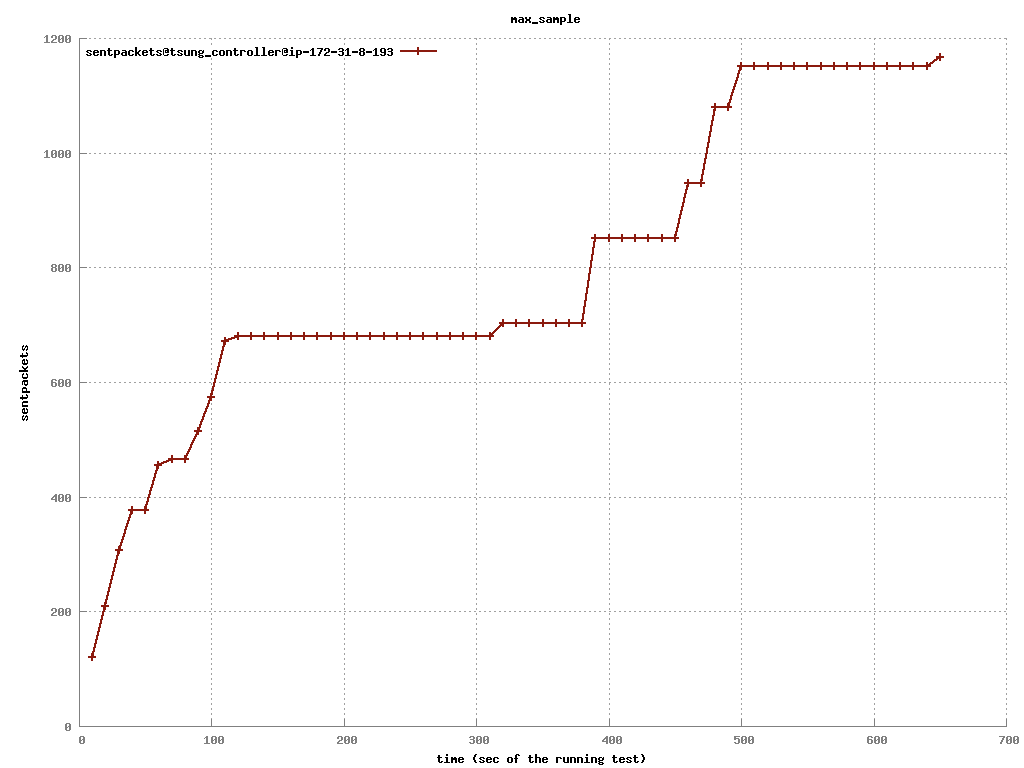 max_sample
1200
sentpackets@tsung_controller@ip-172-31-8-193
1000
800
600
400
200
0
sentpackets
0 100 200 300 400 500 600 700
time (sec of the running test)